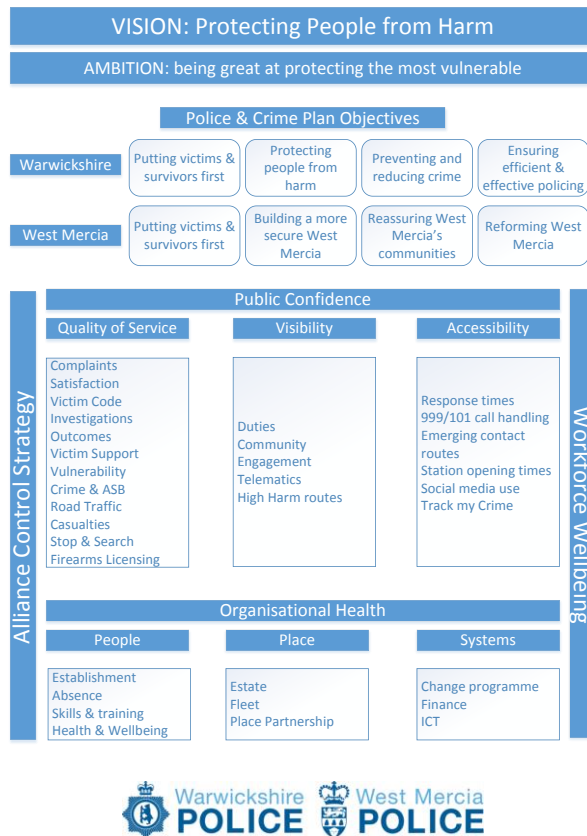 VISION: Protecting People from Harm
AMBITION: being great at protecting the most vulnerable
Police & Crime Plan Objectives
Warwickshire
Putting victims &
survivors first
Protecting
people from
harm
Preventing and
reducing crime
Ensuring
efficient &
effective policing
West Mercia
Putting victims &
survivors first
Building a more
secure West
Mercia
Reassuring West
Mercia's
communities
Reforming West
Mercia
Alliance Control Strategy
Public Confidence
Quality of Service
Complaints
Satisfaction
Victim Code
Investigations
Outcomes
Victim Support
Vulnerability
Crime & ASB
Road Traffic
Casualties
Stop & Search
Firearms Licensing
Visibility
Duties
Community
Engagement
Telematics
High Harm routes
Accessibility
Response times
999/101 call handling
Emerging contact
routes
Station opening times
Social media use
Track my Crime
Workforce Wellbeing
Organisational Health
People
Establishment
Absence
Skills & training
Health & Wellbeing
Place
Estate
Fleet
Place Partnership
Systems
Change programme
Finance
ICT
Warwickshire
POLICE
West Mercia
POLICE